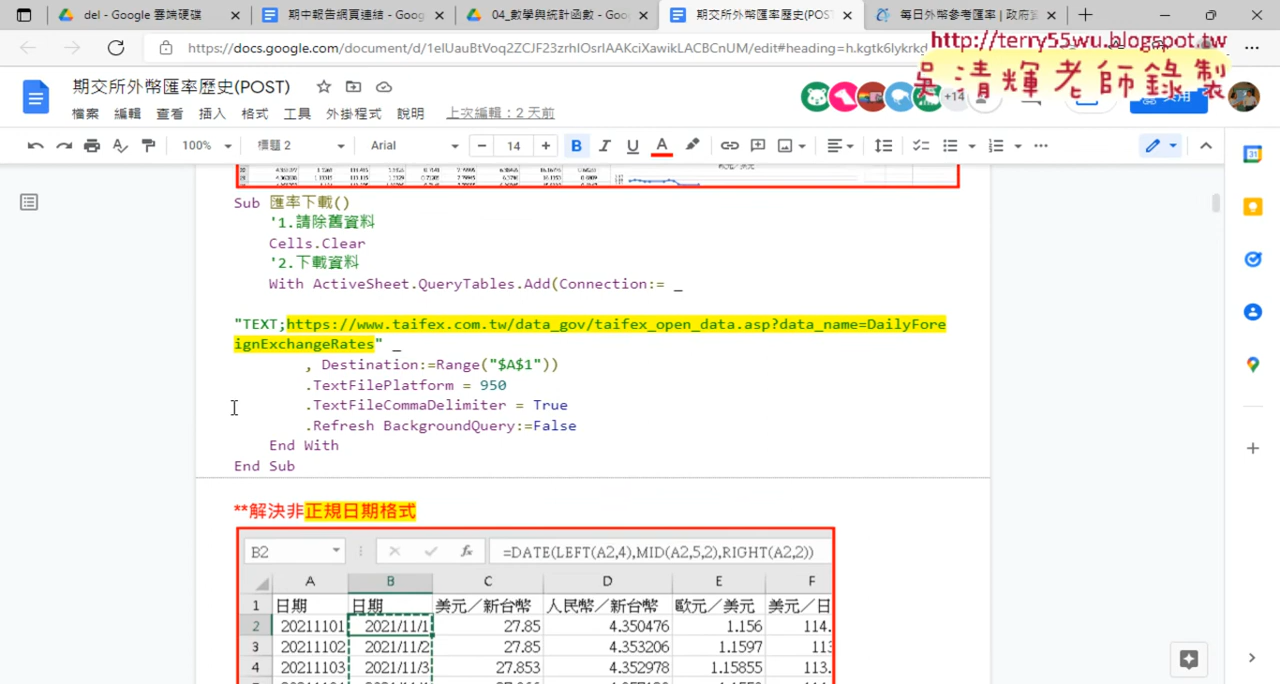 del - Google 雲端硬碟
期中報告網頁連結 - Goog
04_數學與統計函數 - Google
期交所外幣匯率歷史(POST
每日外幣參考匯率 | 政府資
https://docs.google.com/document/d/1elUauBtVoq2ZCJF23zrhIOsrIAAKciXawikLACBCnUM/edit#heading=h.kgtk6lykrkd
http://terry55wu.blogspot.tw
吳清輝老師錄製
期交所外幣匯率歷史(POST)
+14
檔案 編輯 查看 插入 格式 工具 外掛程式 說明 上次編輯：2 天前
100% 標題 2 Arial 14 B I U A
Sub 匯率下載()
'1.請除舊資料
Cells.Clear
'2.下載資料
With ActiveSheet.QueryTables.Add(Connection:= _
"TEXT;https://www.taifex.com.tw/data_gov/taifex_open_data.asp?data_name=DailyFore
ignExchangeRates" _
, Destination:=Range("$A$1"))
.TextFilePlatform = 950
.TextFileCommaDelimiter = True
.Refresh BackgroundQuery:=False
End With
End Sub
**解決非正規日期格式
B2 fx =DATE(LEFT(A2,4),MID(A2,5,2),RIGHT(A2,2))
A B C D E F
1 日期 日期 美元／新台幣 人民幣／新台幣 歐元／美元 美元／日
2 20211101 2021/11/1 27.85 4.350476 1.156 114.
3 20211102 2021/11/2 27.85 4.353206 1.1597 113
4 20211103 2021/11/3 27.853 4.352978 1.15855 113.